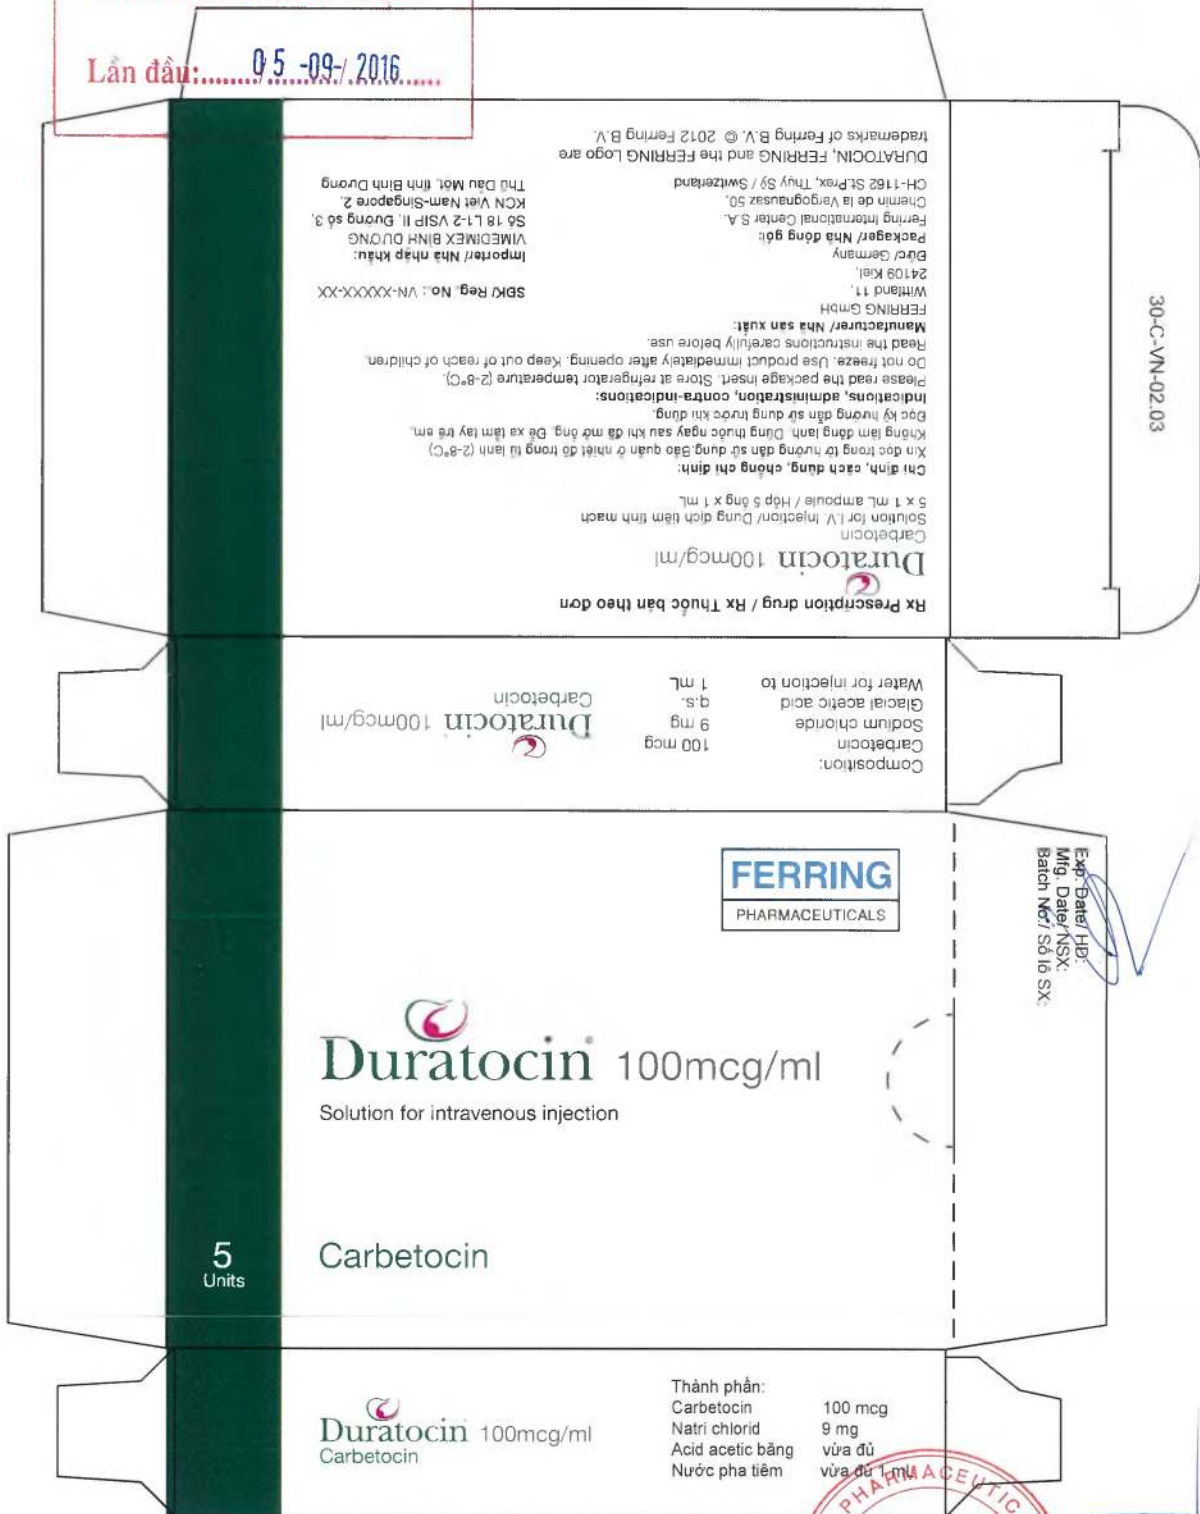 Lần đầu:......./05-09-/2016......
Rx Prescription drug / Rx Thuốc bán theo đơn
Duratocin 100mcg/ml
Carbetocin
Solution for I.V. Injection/ Dung dịch tiêm tĩnh mạch
5 x 1 mL ampoule / Hộp 5 ống x 1 mL
Chỉ định, cách dùng, chống chỉ định:
Xin đọc trong tờ hướng dẫn sử dụng.Bảo quản ở nhiệt độ trong tủ lạnh (2-8°C)
Không làm đông lạnh. Dùng thuốc ngay sau khi đã mở ống. Để xa tầm tay trẻ em.
Đọc kỹ hướng dẫn sử dụng trước khi dùng.
Indications, administration, contra-indications:
Please read the package insert. Store at refrigerator temperature (2-8°C).
Do not freeze. Use product immediately after opening. Keep out of reach of children.
Read the instructions carefully before use.
Manufacturer/ Nhà sản xuất:
FERRING GmbH
Wittland 11,
24109 Kiel,
Đức/ Germany
Packager/ Nhà đóng gói:
Ferring International Center S.A.
Chemin de la Vergognausaz 50,
CH-1162 St.Prex, Thụy Sỹ / Switzerland
SĐK/ Reg. No.: VN-XXXXX-XX
Importer/ Nhà nhập khẩu:
VIMEDIMEX BÌNH DƯƠNG
Số 18 L1-2 VSIP II, Đường số 3,
KCN Việt Nam-Singapore 2,
Thủ Dầu Một, tỉnh Bình Dương
DURATOCIN, FERRING and the FERRING Logo are
trademarks of Ferring B.V. © 2012 Ferring B.V.
30-C-VN-02.03
Composition:
Carbetocin 100 mcg
Sodium chloride 9 mg
Glacial acetic acid q.s.
Water for injection to 1 mL
Duratocin 100mcg/ml
Carbetocin
FERRING
PHARMACEUTICALS
Exp. Date/ HD:
Mfg. Date/ NSX:
Batch No./ Số lô SX:
Duratocin 100mcg/ml
Solution for intravenous injection
Carbetocin
5
Units
Duratocin 100mcg/ml
Carbetocin
Thành phần:
Carbetocin 100 mcg
Natri chlorid 9 mg
Acid acetic băng vừa đủ
Nước pha tiêm vừa đủ 1 mL
PHARMACEUTIC